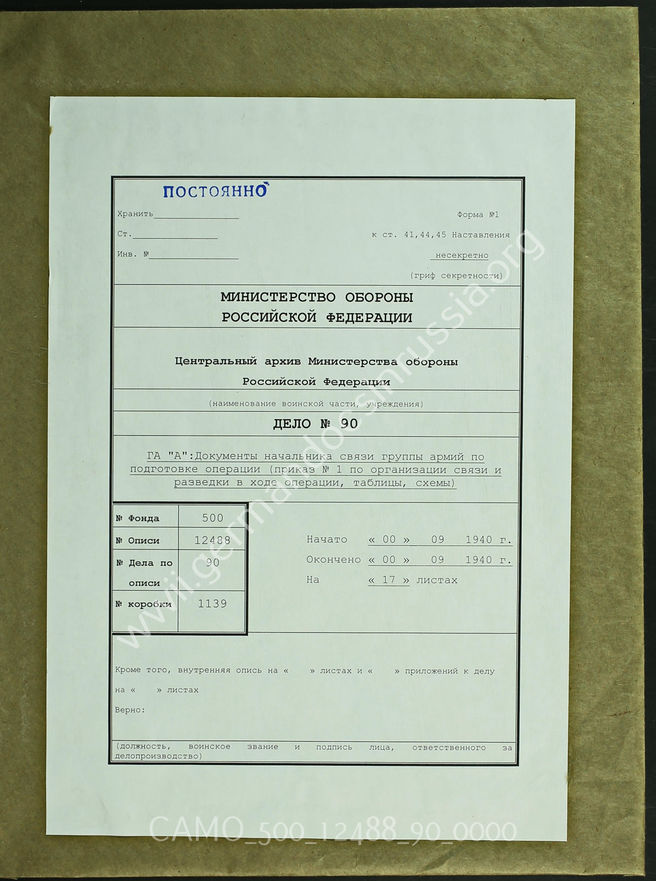 ПОСТОЯННО
Хранить
Форма №1
Ст.
к ст. 41,44,45 Наставления
Инв. №
несекретно
(гриф секретности)
МИНИСТЕРСТВО ОБОРОНЫ
РОССИЙСКОЙ ФЕДЕРАЦИИ
Центральный архив Министерства обороны
Российской Федерации
(наименование воинской части, учреждения)
ДЕЛО № 90
ГА "А":Документы начальника связи группы армий по
подготовке операции (приказ № 1 по организации связи и
разведки в ходе операции, таблицы, схемы)
№ Фонда 500
№ Описи 12488
№ Дела по 90
описи
№ коробки 1139
Начато « 00 » 09 1940 г.
Окончено « 00 » 09 1940 г.
На « 17 » листах
Кроме того, внутренняя опись на « » листах и « » приложений к делу
на « » листах
Верно:
(должность, воинское звание и подпись лица, ответственного за
делопроизводство)
www.germandocsinrussia.org
CAMO_500_12488_90_0000